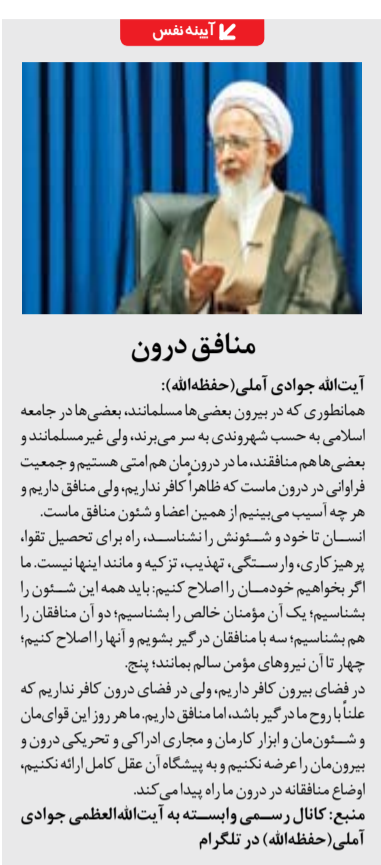 آیینه نفس
منافق درون
آیت‌الله جوادی آملی(حفظه‌الله):
همانطوری که در بیرون بعضی‌ها مسلمانند، بعضی‌ها در جامعه
اسلامی به حسب شهروندی به سر می‌برند، ولی غیرمسلمانند و
بعضی‌ها هم منافقند، ما در درون‌مان هم امتی هستیم و جمعیت
فراوانی در درون ماست که ظاهراً کافر نداریم، ولی منافق داریم و
هر چه آسیب می‌بینیم از همین اعضا و شئون منافق ماست.
انسان تا خود و شئونش را نشناسد، راه برای تحصیل تقوا،
پرهیزکاری، وارستگی، تهذیب، تزکیه و مانند اینها نیست. ما
اگر بخواهیم خودمان را اصلاح کنیم: باید همه این شئون را
بشناسیم؛ یک آن مؤمنان خالص را بشناسیم؛ دو آن منافقان را
هم بشناسیم؛ سه با منافقان درگیر بشویم و آنها را اصلاح کنیم؛
چهار تا آن نیروهای مؤمن سالم بمانند؛ پنج.
در فضای بیرون کافر داریم، ولی در فضای درون کافر نداریم که
علناً با روح ما درگیر باشد، اما منافق داریم. ما هر روز این قوای‌مان
و شئون‌مان و ابزار کارمان و مجاری ادراکی و تحریکی درون و
بیرون‌مان را عرضه نکنیم و به پیشگاه آن عقل کامل ارائه نکنیم،
اوضاع منافقانه در درون ما راه پیدا می‌کند.
منبع: کانال رسمی وابسته به آیت‌الله‌العظمی جوادی
آملی(حفظه‌الله) در تلگرام